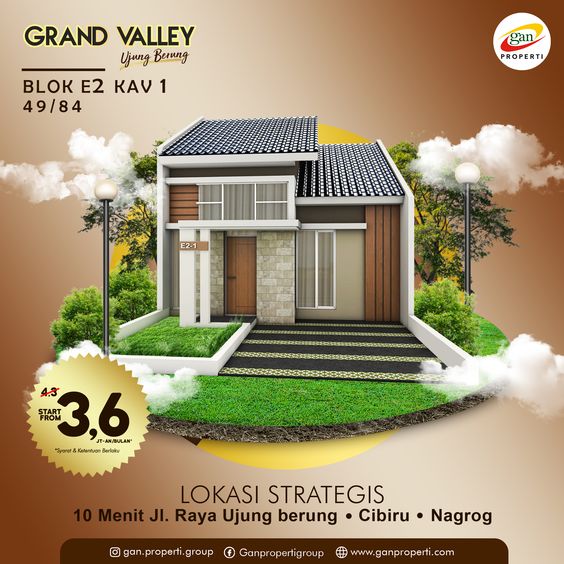 GRAND VALLEY
Ujung Berung
gan
PROPERTI
BLOK E2 KAV 1
49/84
E2-1
4,3
START
FROM
3,6
JT-AN/BULAN*
*Syarat & Ketentuan Berlaku
LOKASI STRATEGIS
10 Menit Jl. Raya Ujung berung • Cibiru • Nagrog
gan.properti.group
Ganpropertigroup
www.ganproperti.com